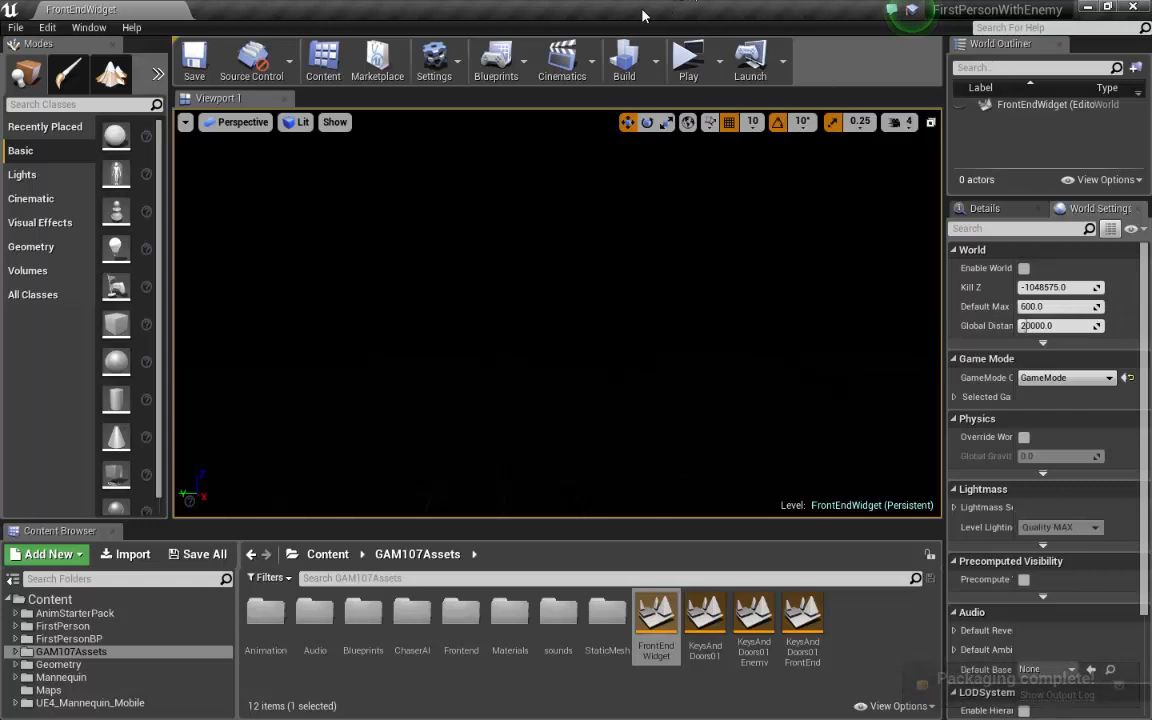 FrontEndWidget
FirstPersonWithEnemy
File Edit Window Help
Search For Help
Modes
Search Classes
Recently Placed
Basic
Lights
Cinematic
Visual Effects
Geometry
Volumes
All Classes
Save Source Control Content Marketplace Settings Blueprints Cinematics Build Play Launch
Viewport 1
Perspective Lit Show
10 10° 0.25 4
Level: FrontEndWidget (Persistent)
World Outliner
Search..
Label Type
FrontEndWidget (Edito World
0 actors View Options
Details World Settings
Search
World
Enable World
Kill Z -1048575.0
Default Max 600.0
Global Distan 20000.0
Game Mode
GameMode O GameMode
Selected Ga
Physics
Override Wor
Global Gravit 0.0
Lightmass
Lightmass Se
Level Lightin Quality MAX
Precomputed Visibility
Precompute
Audio
Default Reve
Default Ambi
Default Base None
Packaging complete!
LODSystem
Show Output Log
Enable Hierar
Content Browser
Add New Import Save All Content GAM107Assets
Search Folders
Filters Search GAM107Assets
Content
AnimStarterPack
FirstPerson
FirstPersonBP
GAM107Assets
Geometry
Mannequin
Maps
UE4_Mannequin_Mobile
Animation
Audio
Blueprints
ChaserAI
Frontend
Materials
sounds
StaticMesh
FrontEnd
Widget
KeysAnd
Doors01
KeysAnd
Doors01
Enemy
KeysAnd
Doors01
FrontEnd
12 items (1 selected) View Options